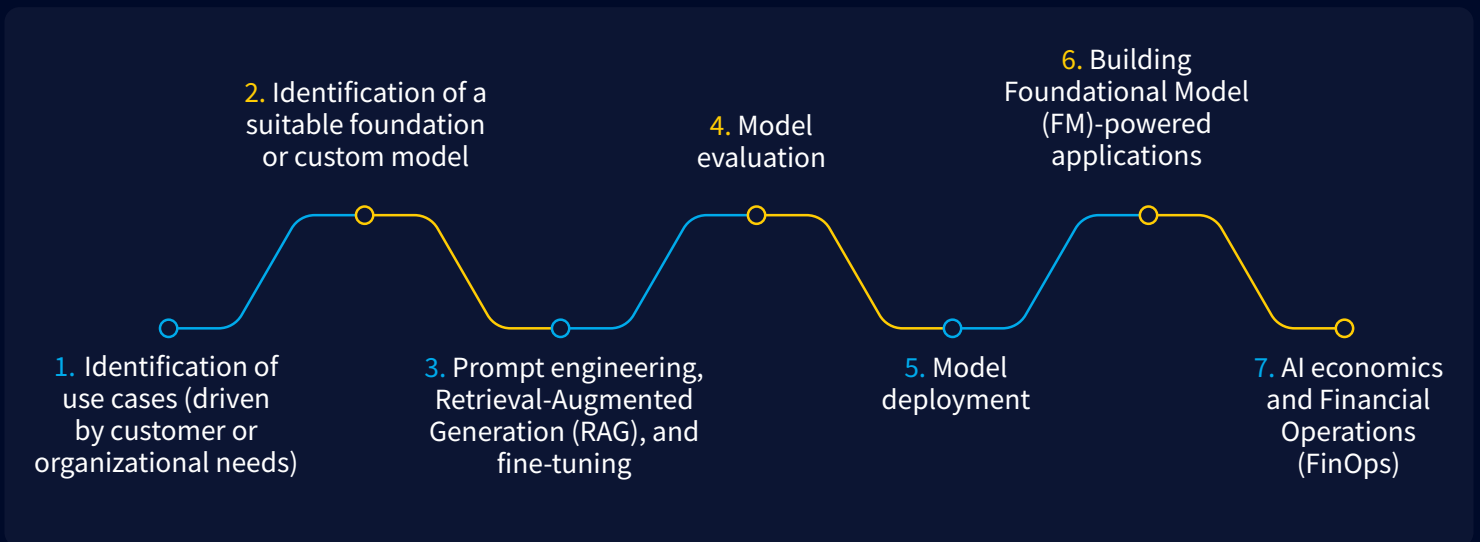 1. Identification of
use cases (driven
by customer or
organizational needs)
2. Identification of a
suitable foundation
or custom model
3. Prompt engineering,
Retrieval-Augmented
Generation (RAG), and
fine-tuning
4. Model
evaluation
5. Model
deployment
6. Building
Foundational Model
(FM)-powered
applications
7. AI economics
and Financial
Operations
(FinOps)